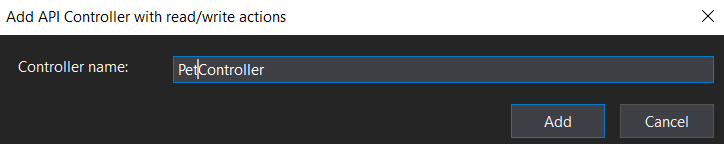 Add API Controller with read/write actions
Controller name: PetController
Add Cancel